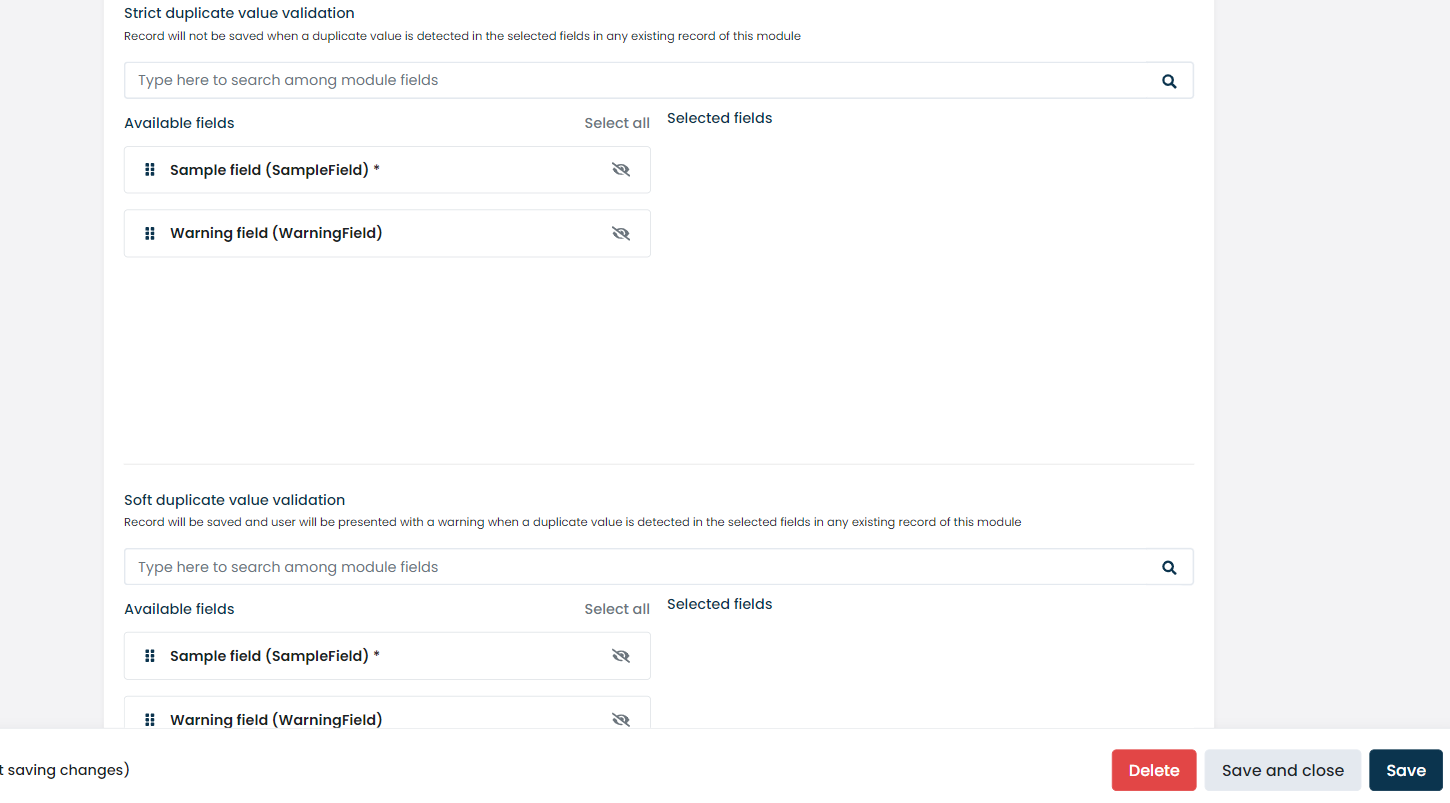 Strict duplicate value validation
Record will not be saved when a duplicate value is detected in the selected fields in any existing record of this module
Type here to search among module fields
Available fields
Select all
Selected fields
Sample field (SampleField) *
Warning field (WarningField)
Soft duplicate value validation
Record will be saved and user will be presented with a warning when a duplicate value is detected in the selected fields in any existing record of this module
Type here to search among module fields
Available fields
Select all
Selected fields
Sample field (SampleField) *
Warning field (WarningField)
t saving changes)
Delete
Save and close
Save